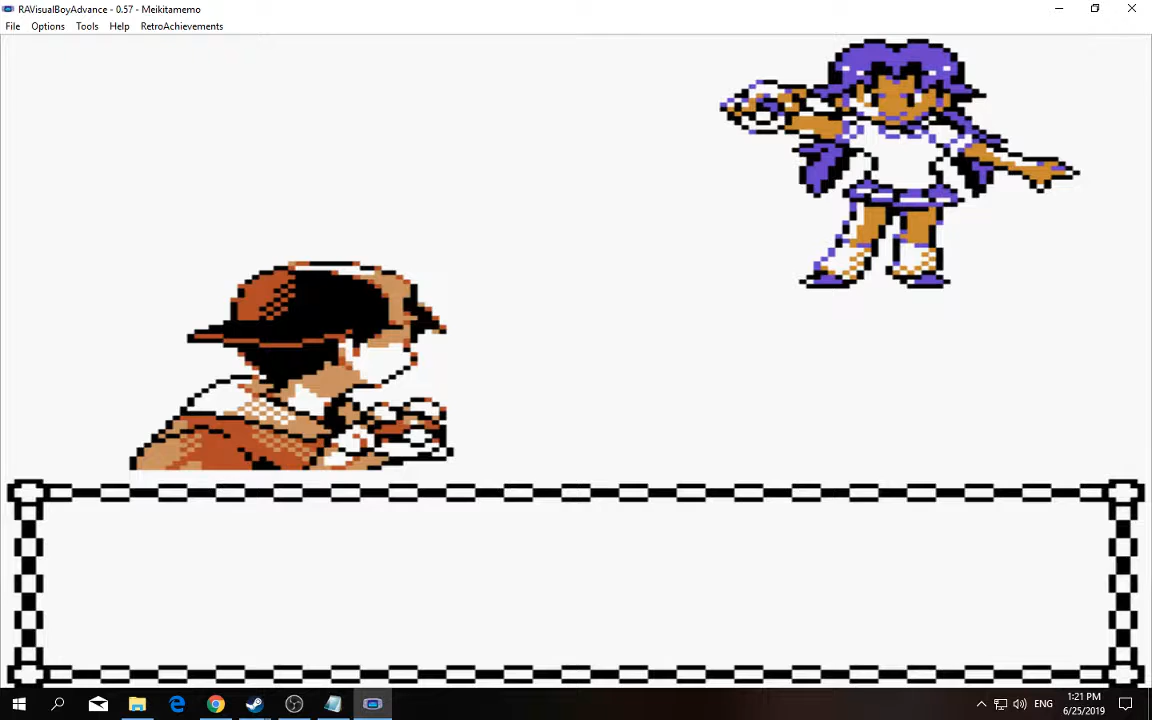 RAVisualBoyAdvance - 0.57 - Meikitamemo
File Options Tools Help RetroAchievements
ENG
1:21 PM
6/25/2019